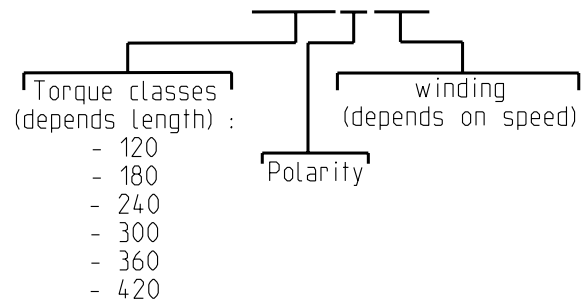 Torque classes
(depends length) :
- 120
- 180
- 240
- 300
- 360
- 420
Polarity
winding
(depends on speed)